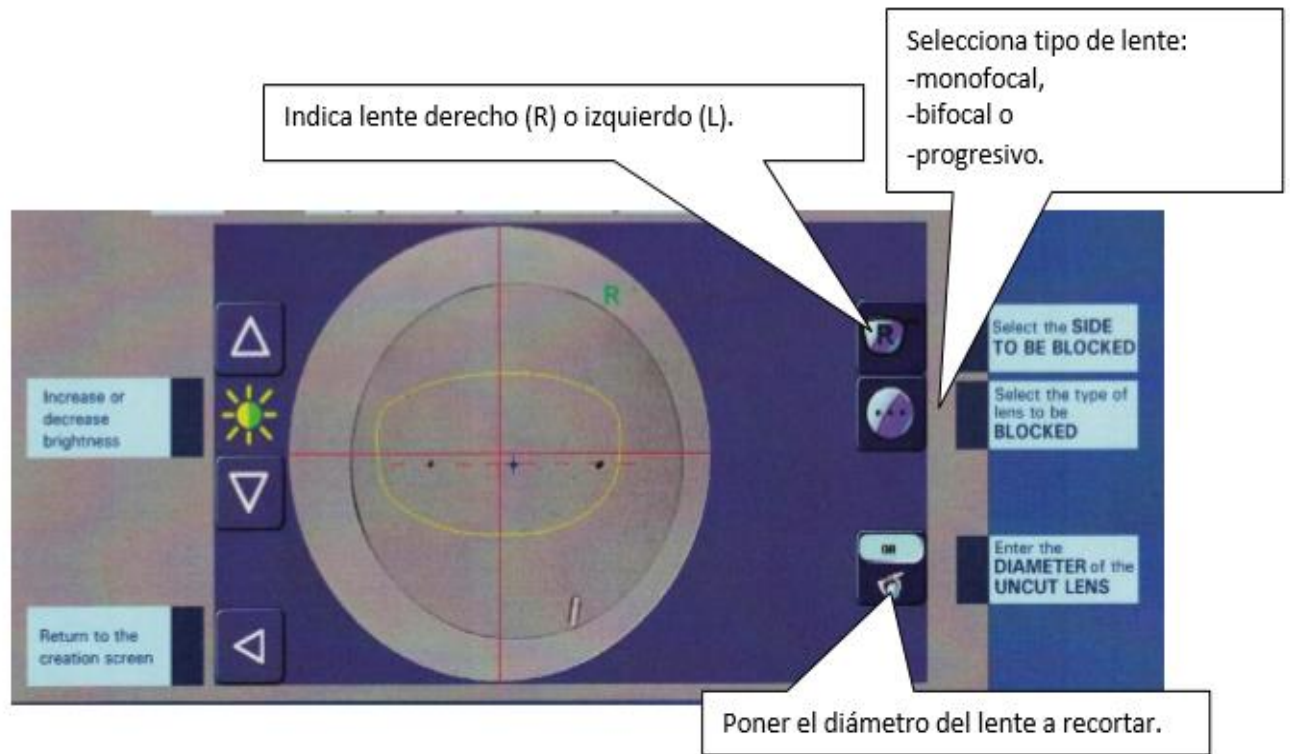 Selecciona tipo de lente:
-monofocal,
-bifocal o
-progresivo.
Indica lente derecho (R) o izquierdo (L).
R
R
Select the SIDE
TO BE BLOCKED
Increase or
decrease
brightness
Select the type of
lens to be
BLOCKED
Enter the
DIAMETER of the
UNCUT LENS
Return to the
creation screen
Poner el diámetro del lente a recortar.